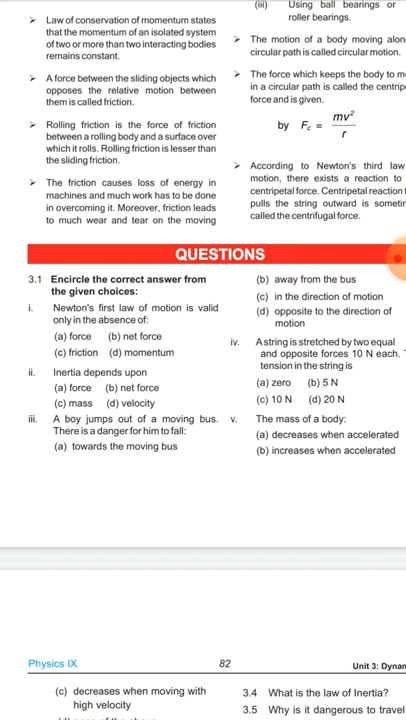 ➢ Law of conservation of momentum states
that the momentum of an isolated system
of two or more than two interacting bodies
remains constant.
➢ A force between the sliding objects which
opposes the relative motion between
them is called friction.
➢ Rolling friction is the force of friction
between a rolling body and a surface over
which it rolls. Rolling friction is lesser than
the sliding friction.
➢ The friction causes loss of energy in
machines and much work has to be done
in overcoming it. Moreover, friction leads
to much wear and tear on the moving
(iii) Using ball bearings or
roller bearings.
➢ The motion of a body moving
circular path is called circular motion.
➢ The force which keeps the body to
in a circular path is called the
force and is given.
by F_c = mv²/r
➢ According to Newton's third law
motion, there exists a reaction to
centripetal force. Centripetal reaction
pulls the string outward is
called the centrifugal force.
QUESTIONS
3.1 Encircle the correct answer from
the given choices:
i. Newton's first law of motion is valid
only in the absence of:
(a) force (b) net force
(c) friction (d) momentum
ii. Inertia depends upon
(a) force (b) net force
(c) mass (d) velocity
iii. A boy jumps out of a moving bus.
There is a danger for him to fall:
(a) towards the moving bus
(b) away from the bus
(c) in the direction of motion
(d) opposite to the direction of
motion
iv. A string is stretched by two equal
and opposite forces 10 N each.
tension in the string is
(a) zero (b) 5 N
(c) 10 N (d) 20 N
v. The mass of a body:
(a) decreases when accelerated
(b) increases when accelerated
Physics IX 82 Unit 3:
(c) decreases when moving with
high velocity
3.4 What is the law of Inertia?
3.5 Why is it dangerous to travel